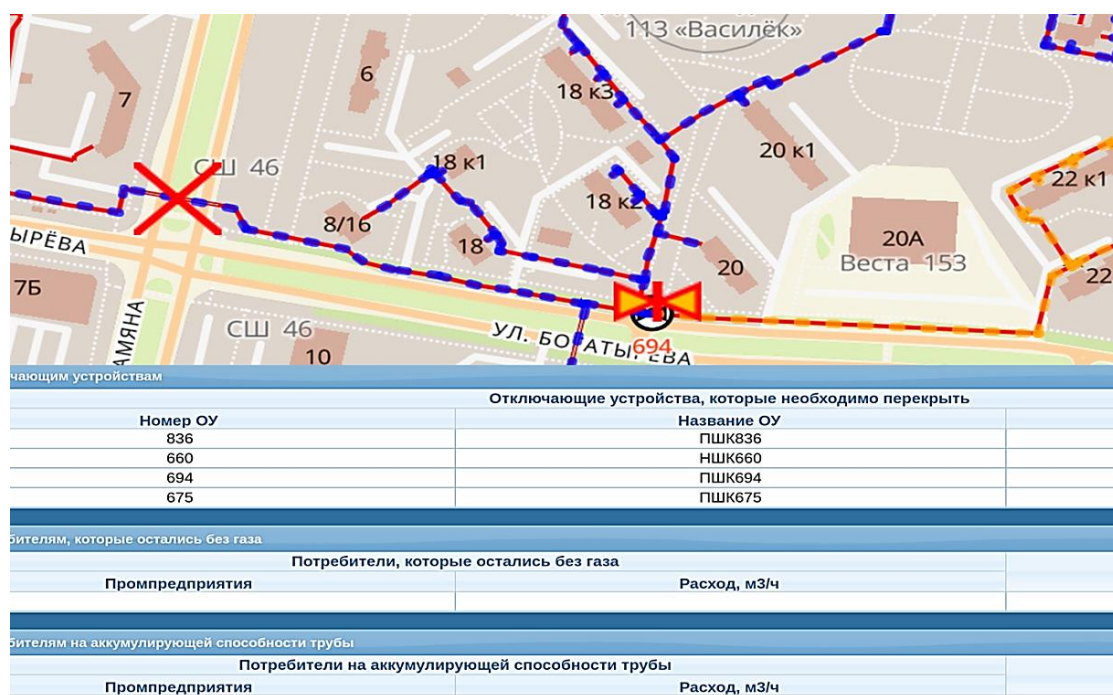 113 «Василёк»
6
7
18 к3
20 к1
18 к1
СШ 46
22 к1
18 к2
8/16
20А
18
20
Веста 153
ЫРЁВА
22
7Б
АМЯНА
СШ 46
УЛ. БОГАТЫРЕВА
694
10
чающим устройствам
Отключающие устройства, которые необходимо перекрыть
Номер ОУ Название ОУ
836 ПШК836
660 НШК660
694 ПШК694
675 ПШК675
бителям, которые остались без газа
Потребители, которые остались без газа
Промпредприятия Расход, м3/ч
бителям на аккумулирующей способности трубы
Потребители на аккумулирующей способности трубы
Промпредприятия Расход, м3/ч